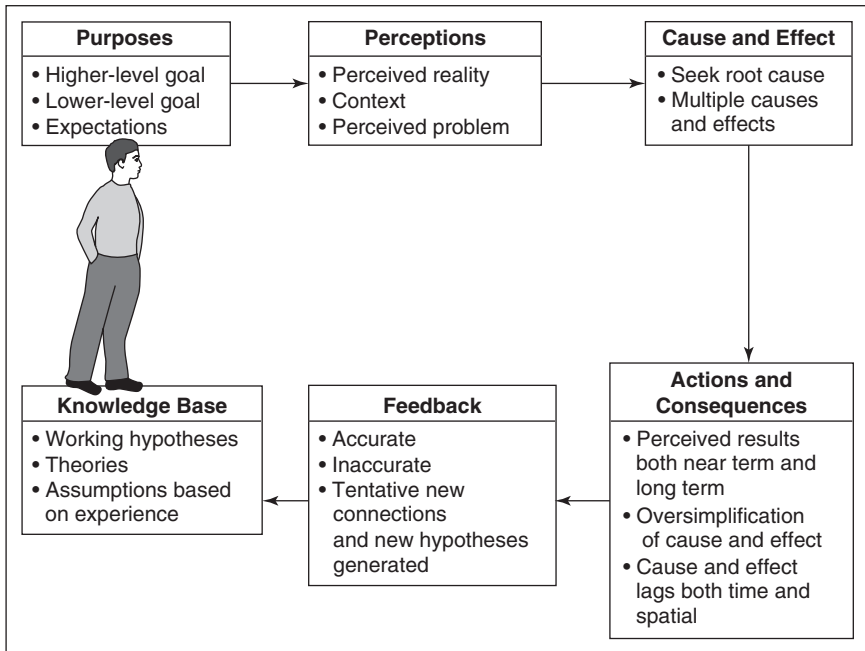 Purposes
• Higher-level goal
• Lower-level goal
• Expectations
Perceptions
• Perceived reality
• Context
• Perceived problem
Cause and Effect
• Seek root cause
• Multiple causes
and effects
Actions and
Consequences
• Perceived results
both near term and
long term
• Oversimplification
of cause and effect
• Cause and effect
lags both time and
spatial
Feedback
• Accurate
• Inaccurate
• Tentative new
connections
and new hypotheses
generated
Knowledge Base
• Working hypotheses
• Theories
• Assumptions based
on experience